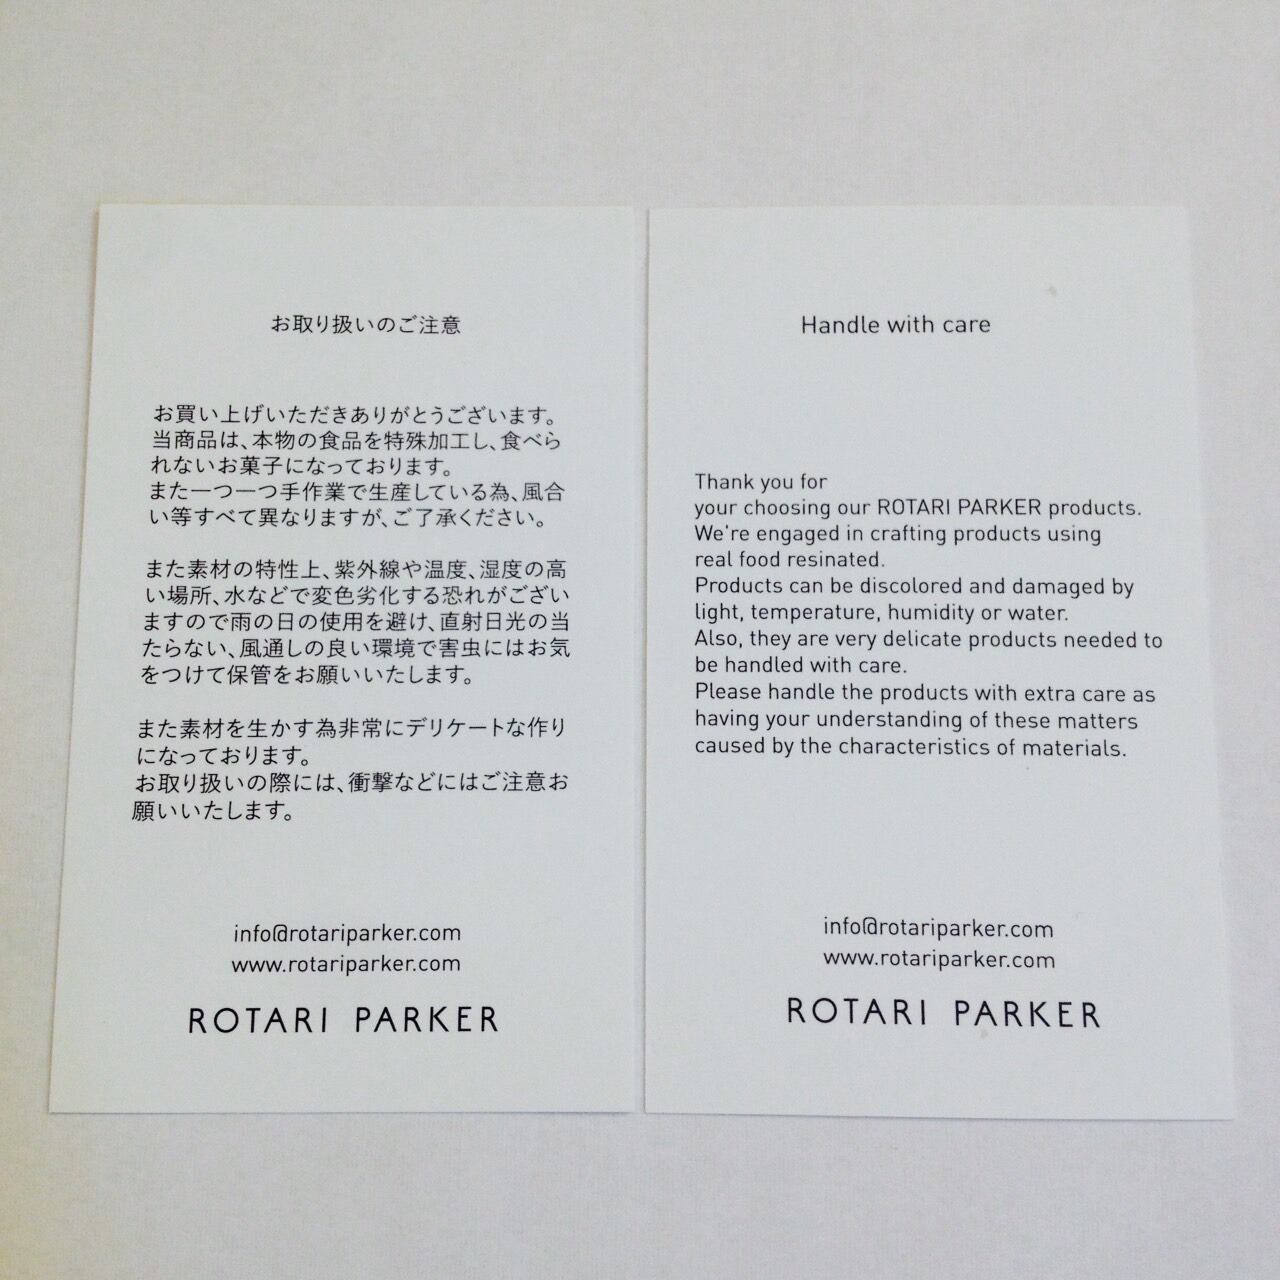 お取り扱いのご注意
お買い上げいただきありがとうございます。
当商品は、本物の食品を特殊加工し、食べら
れないお菓子になっております。
また一つ一つ手作業で生産している為、風合
い等すべて異なりますが、ご了承ください。
また素材の特性上、紫外線や温度、湿度の高
い場所、水などで変色劣化する恐れがござい
ますので雨の日の使用を避け、直射日光の当
たらない、風通しの良い環境で害虫にはお気
をつけて保管をお願いいたします。
また素材を生かす為非常にデリケートな作り
になっております。
お取り扱いの際には、衝撃などにはご注意お
願いいたします。
info@rotariparker.com
www.rotariparker.com
ROTARI PARKER
Handle with care
Thank you for
your choosing our ROTARI PARKER products.
We're engaged in crafting products using
real food resinated.
Products can be discolored and damaged by
light, temperature, humidity or water.
Also, they are very delicate products needed to
be handled with care.
Please handle the products with extra care as
having your understanding of these matters
caused by the characteristics of materials.
info@rotariparker.com
www.rotariparker.com
ROTARI PARKER